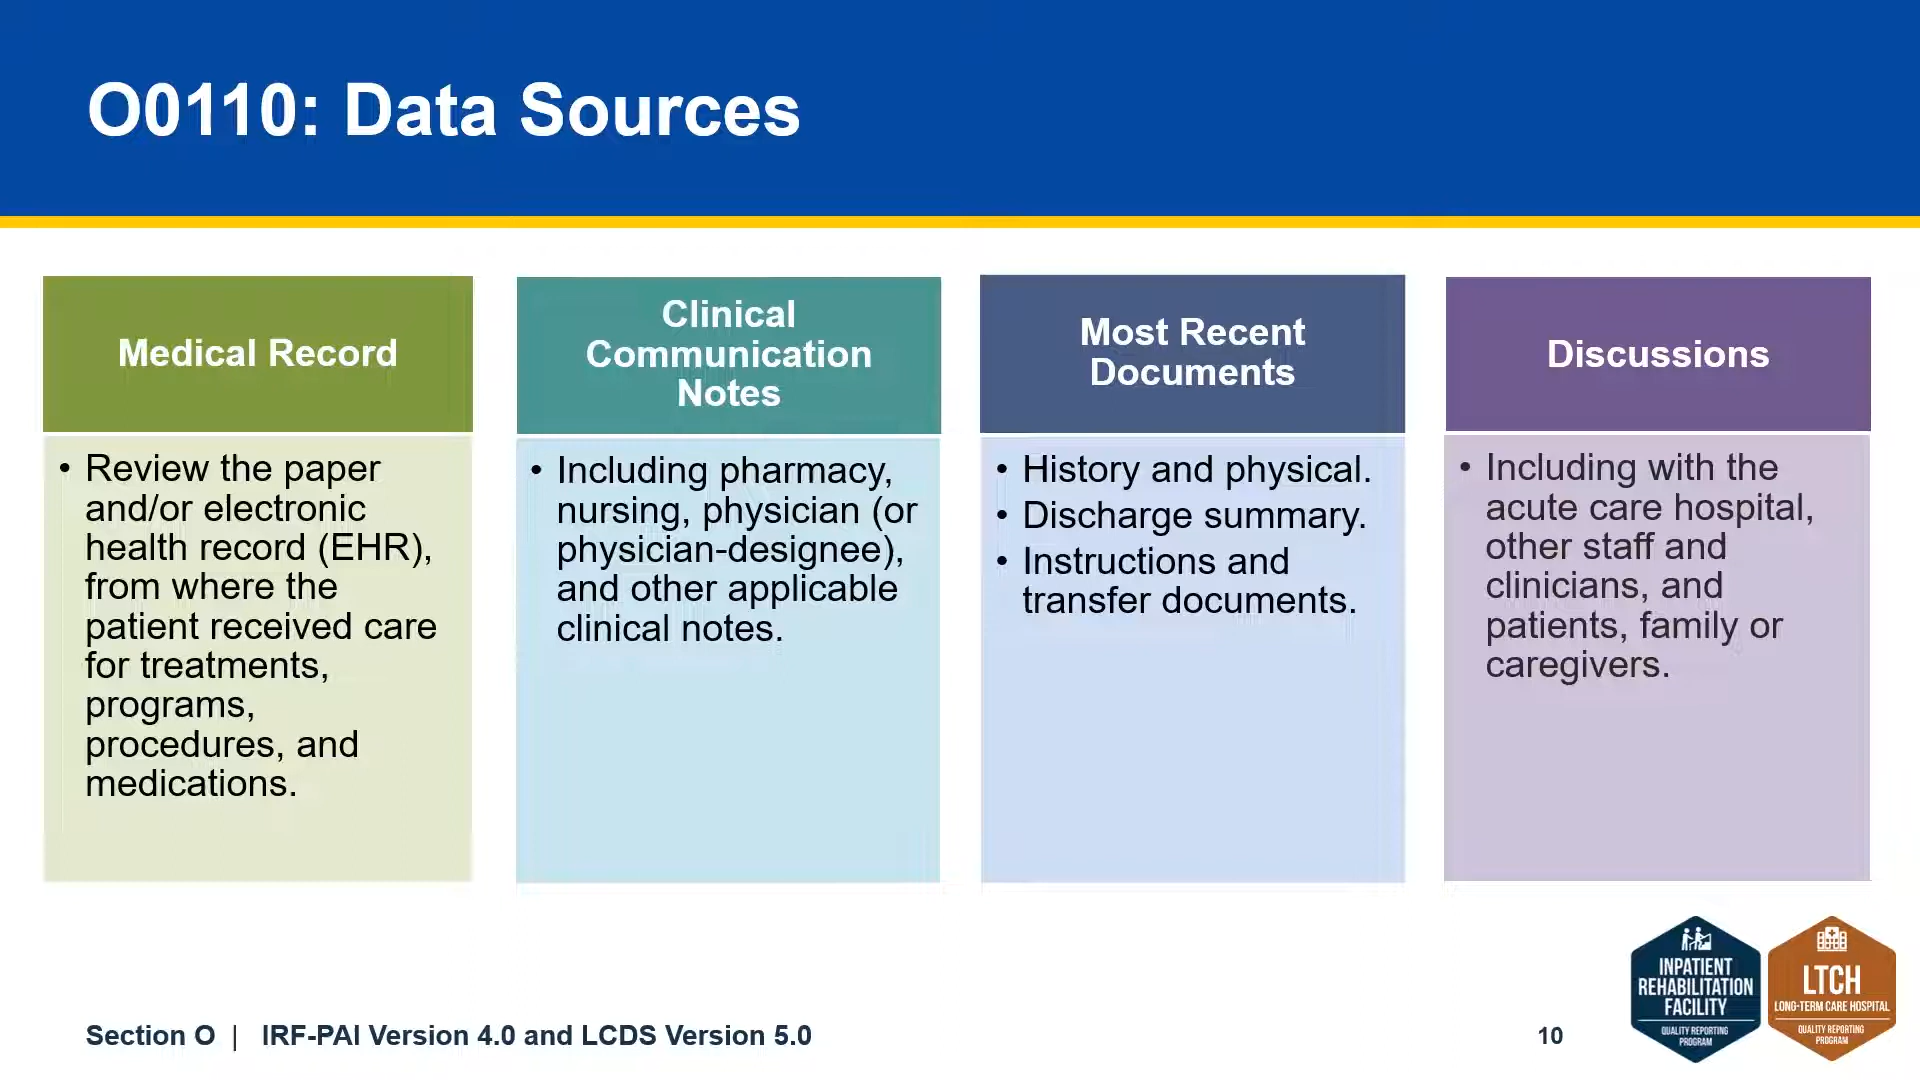 O0110: Data Sources
Medical Record
• Review the paper
and/or electronic
health record (EHR),
from where the
patient received care
for treatments,
programs,
procedures, and
medications.
Clinical
Communication
Notes
• Including pharmacy,
nursing, physician (or
physician-designee),
and other applicable
clinical notes.
Most Recent
Documents
• History and physical.
• Discharge summary.
• Instructions and
transfer documents.
Discussions
• Including with the
acute care hospital,
other staff and
clinicians, and
patients, family or
caregivers.
Section O | IRF-PAI Version 4.0 and LCDS Version 5.0
10
INPATIENT
REHABILITATION
FACILITY
QUALITY REPORTING
PROGRAM
LTCH
LONG-TERM CARE HOSPITAL
QUALITY REPORTING
PROGRAM